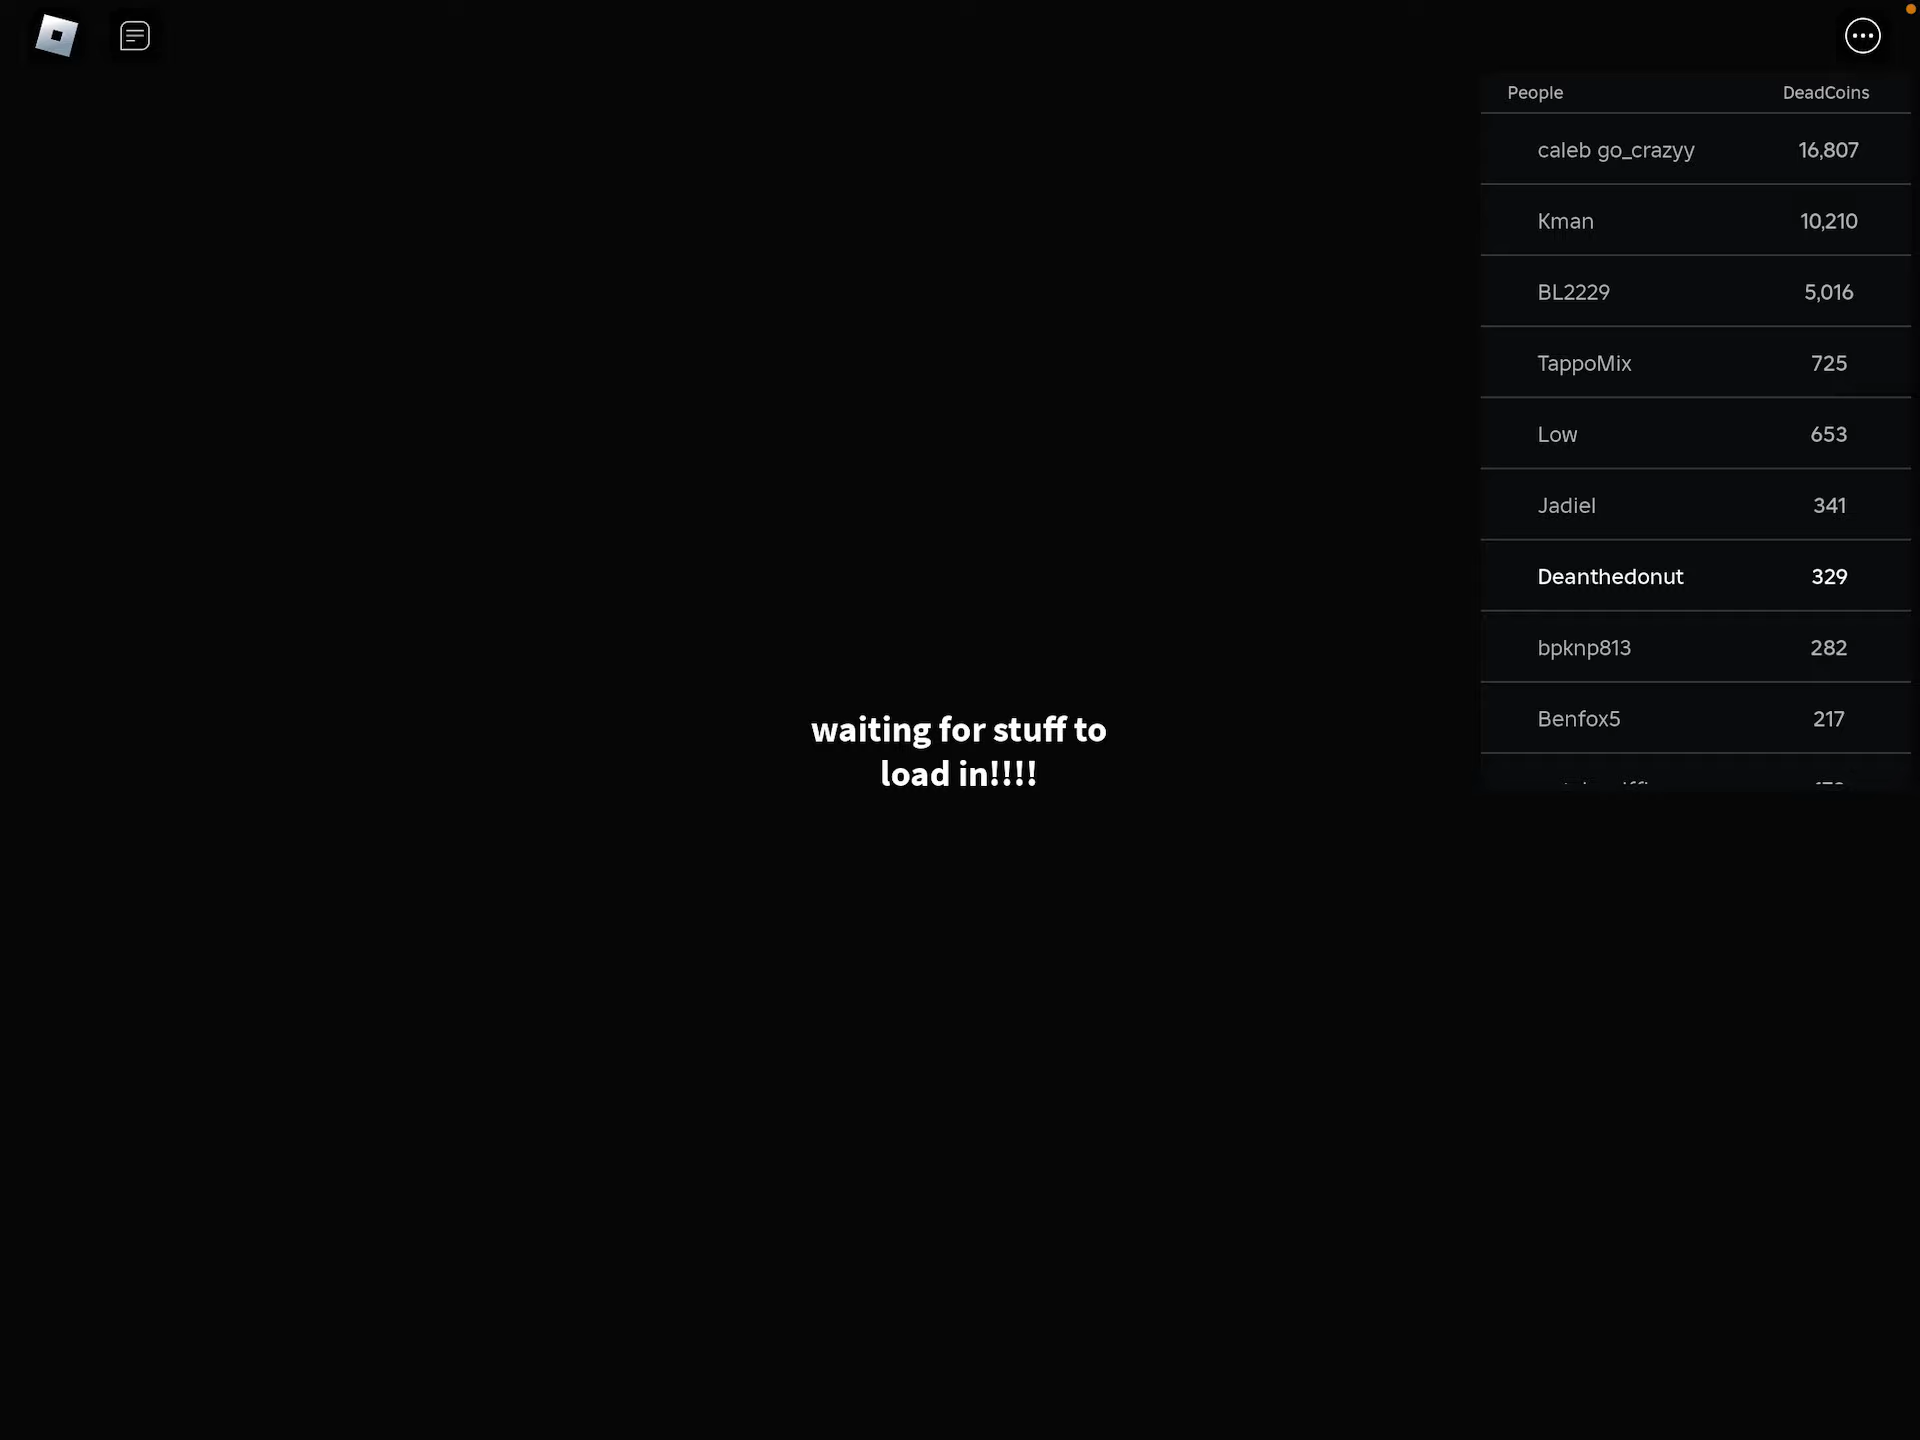 People DeadCoins
caleb go_crazyy 16,807
Kman 10,210
BL2229 5,016
TappoMix 725
Low 653
Jadiel 341
Deanthedonut 329
bpknp813 282
Benfox5 217
waiting for stuff to
load in!!!!